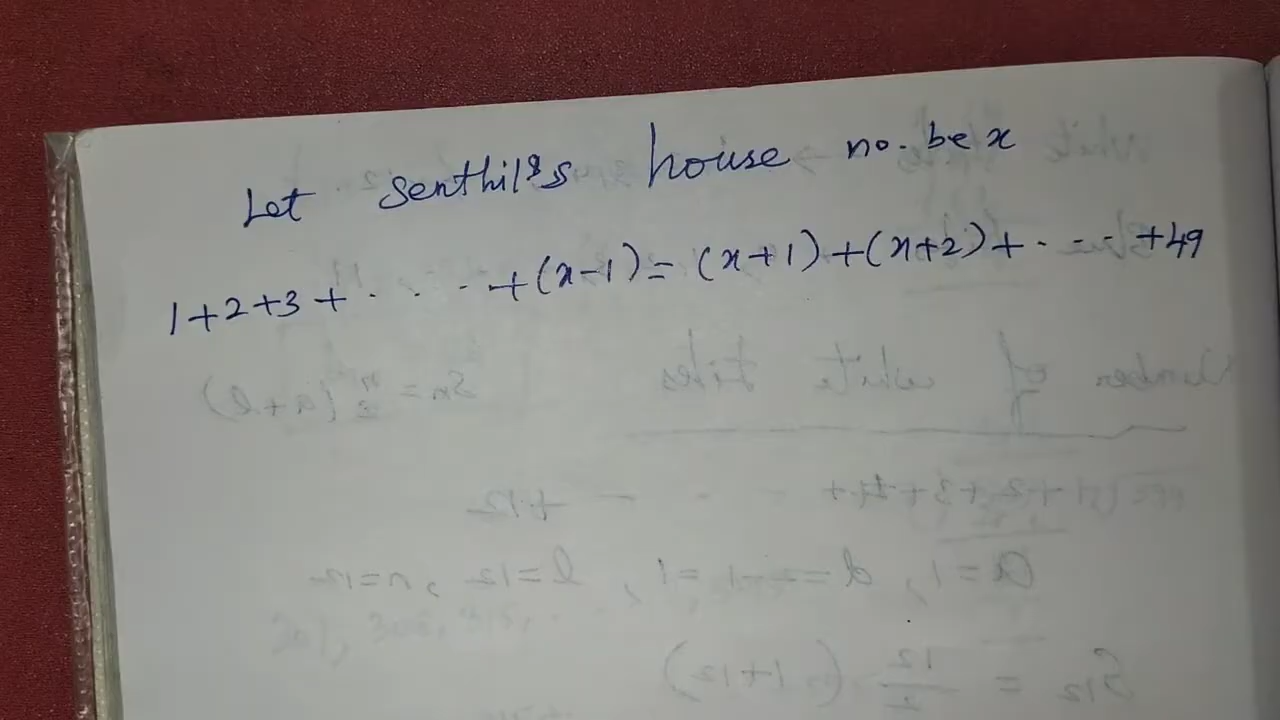 Let Senthil's house no. be x
1+2+3+.....+(x-1)=(x+1)+(x+2)+.....+49